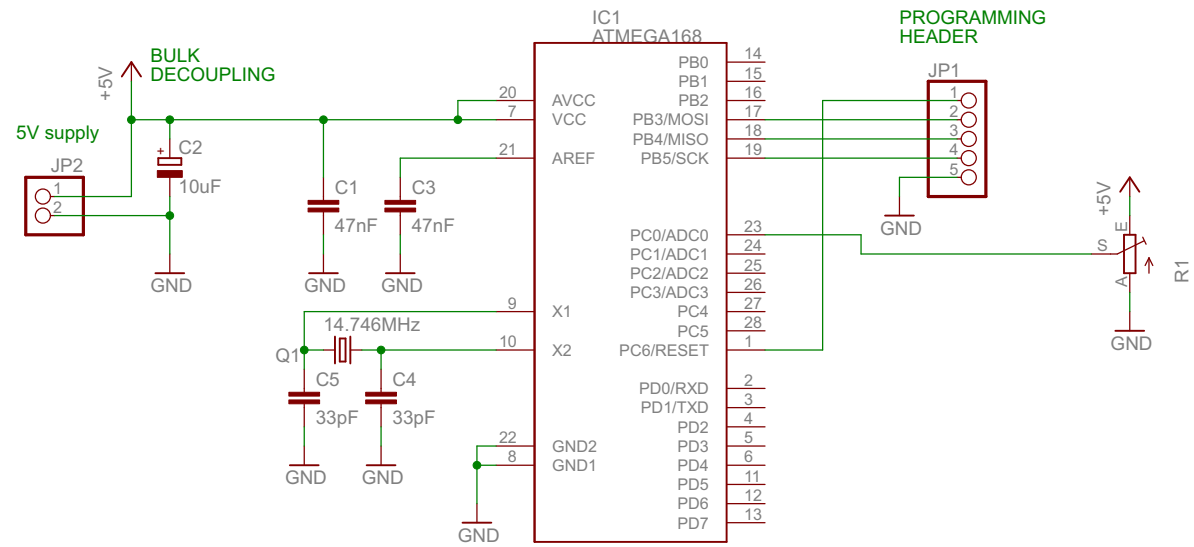 IC1
ATMEGA168
PROGRAMMING
HEADER
BULK
DECOUPLING
+5V
5V supply
JP2
1
2
C2
+
10uF
GND
C1
47nF
GND
C3
47nF
GND
20 AVCC
7 VCC
21 AREF
9 X1
10 X2
22 GND2
8 GND1
GND
14.746MHz
Q1
C5
33pF
GND
C4
33pF
GND
PB0 14
PB1 15
PB2 16
PB3/MOSI 17
PB4/MISO 18
PB5/SCK 19
PC0/ADC0 23
PC1/ADC1 24
PC2/ADC2 25
PC3/ADC3 26
PC4 27
PC5 28
PC6/RESET 1
PD0/RXD 2
PD1/TXD 3
PD2 4
PD3 5
PD4 6
PD5 11
PD6 12
PD7 13
JP1
1
2
3
4
5
GND
+5V
E
S
A
R1
GND